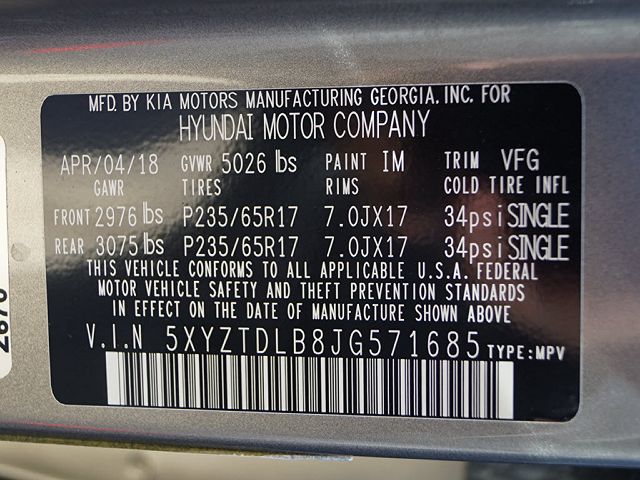 MFD. BY KIA MOTORS MANUFACTURING GEORGIA. INC. FOR
HYUNDAI MOTOR COMPANY
APR/04/18 GVWR 5026 lbs PAINT IM TRIM VFG
GAWR TIRES RIMS COLD TIRE INFL
FRONT 2976 lbs P235/65R17 7.0JX17 34psi SINGLE
REAR 3075 lbs P235/65R17 7.0JX17 34psi SINGLE
THIS VEHICLE CONFORMS TO ALL APPLICABLE U.S.A. FEDERAL
MOTOR VEHICLE SAFETY AND THEFT PREVENTION STANDARDS
IN EFFECT ON THE DATE OF MANUFACTURE SHOWN ABOVE.
V.I.N 5XYZTDLB8JG571685 TYPE:MPV